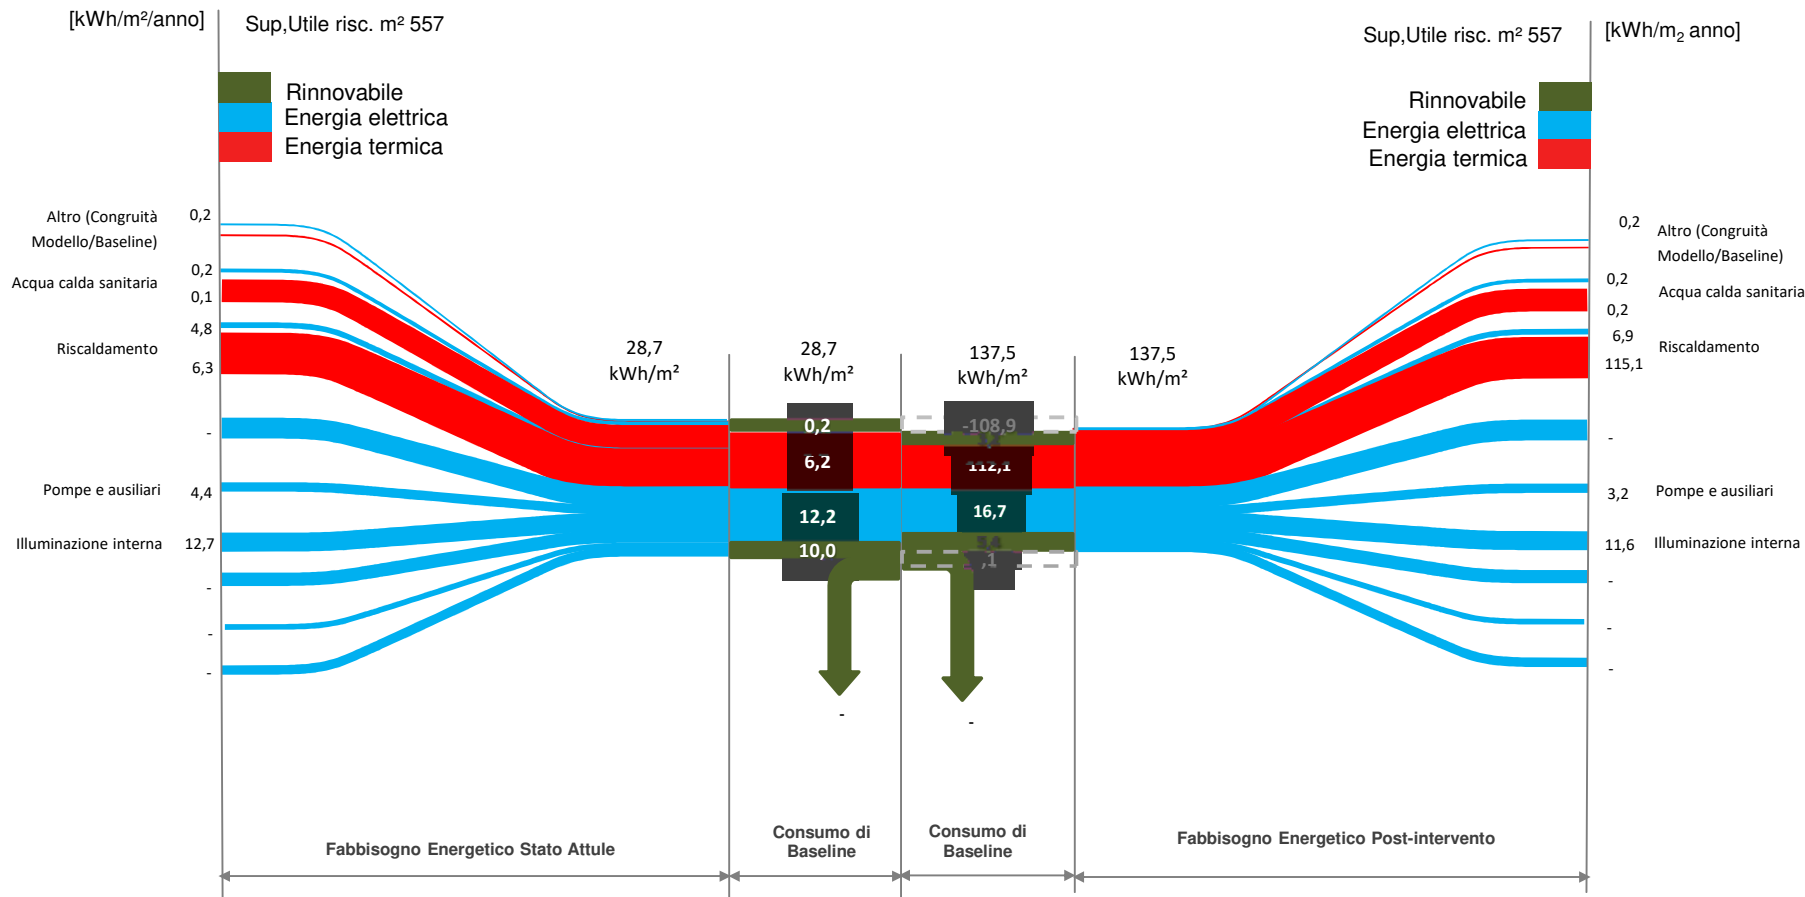 [kWh/m²/anno]
Sup,Utile risc. m² 557
Sup,Utile risc. m² 557
[kWh/m2 anno]
Rinnovabile
Energia elettrica
Energia termica
Rinnovabile
Energia elettrica
Energia termica
Altro (Congruità
Modello/Baseline)
0,2
0,2
Acqua calda sanitaria
0,1
4,8
Riscaldamento
6,3
-
Pompe e ausiliari
4,4
Illuminazione interna
12,7
-
-
-
28,7
kWh/m²
28,7
kWh/m²
137,5
kWh/m²
137,5
kWh/m²
0,2
6,2
12,2
10,0
-
-108,9
112,1
16,7
,1
-
0,2
Altro (Congruità
Modello/Baseline)
0,2
Acqua calda sanitaria
0,2
6,9
Riscaldamento
115,1
-
3,2
Pompe e ausiliari
11,6
Illuminazione interna
-
-
-
Fabbisogno Energetico Stato Attule
Consumo di
Baseline
Consumo di
Baseline
Fabbisogno Energetico Post-intervento